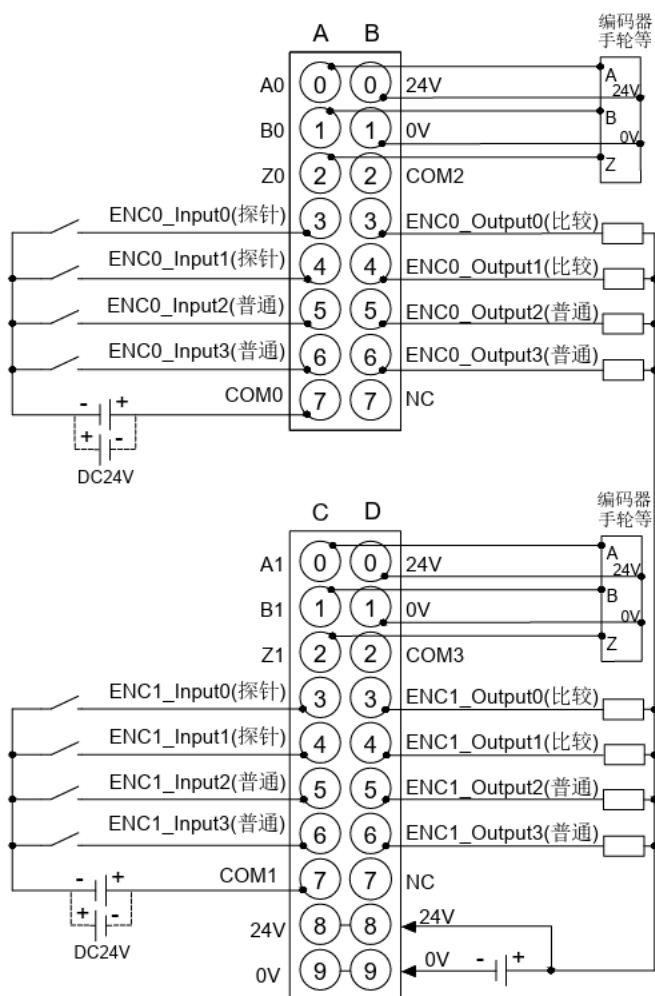 编码器
手轮等
A B
A0 0 0 24V A 24V
B0 1 1 0V B 0V
Z0 2 2 COM2 Z
ENC0_Input0(探针) 3 3 ENC0_Output0(比较)
ENC0_Input1(探针) 4 4 ENC0_Output1(比较)
ENC0_Input2(普通) 5 5 ENC0_Output2(普通)
ENC0_Input3(普通) 6 6 ENC0_Output3(普通)
COM0 7 7 NC
- +
+ -
DC24V
编码器
手轮等
C D
A1 0 0 24V A 24V
B1 1 1 0V B 0V
Z1 2 2 COM3 Z
ENC1_Input0(探针) 3 3 ENC1_Output0(比较)
ENC1_Input1(探针) 4 4 ENC1_Output1(比较)
ENC1_Input2(普通) 5 5 ENC1_Output2(普通)
ENC1_Input3(普通) 6 6 ENC1_Output3(普通)
COM1 7 7 NC
- +
+ -
DC24V
24V 8 8 24V
0V 9 9 0V - +